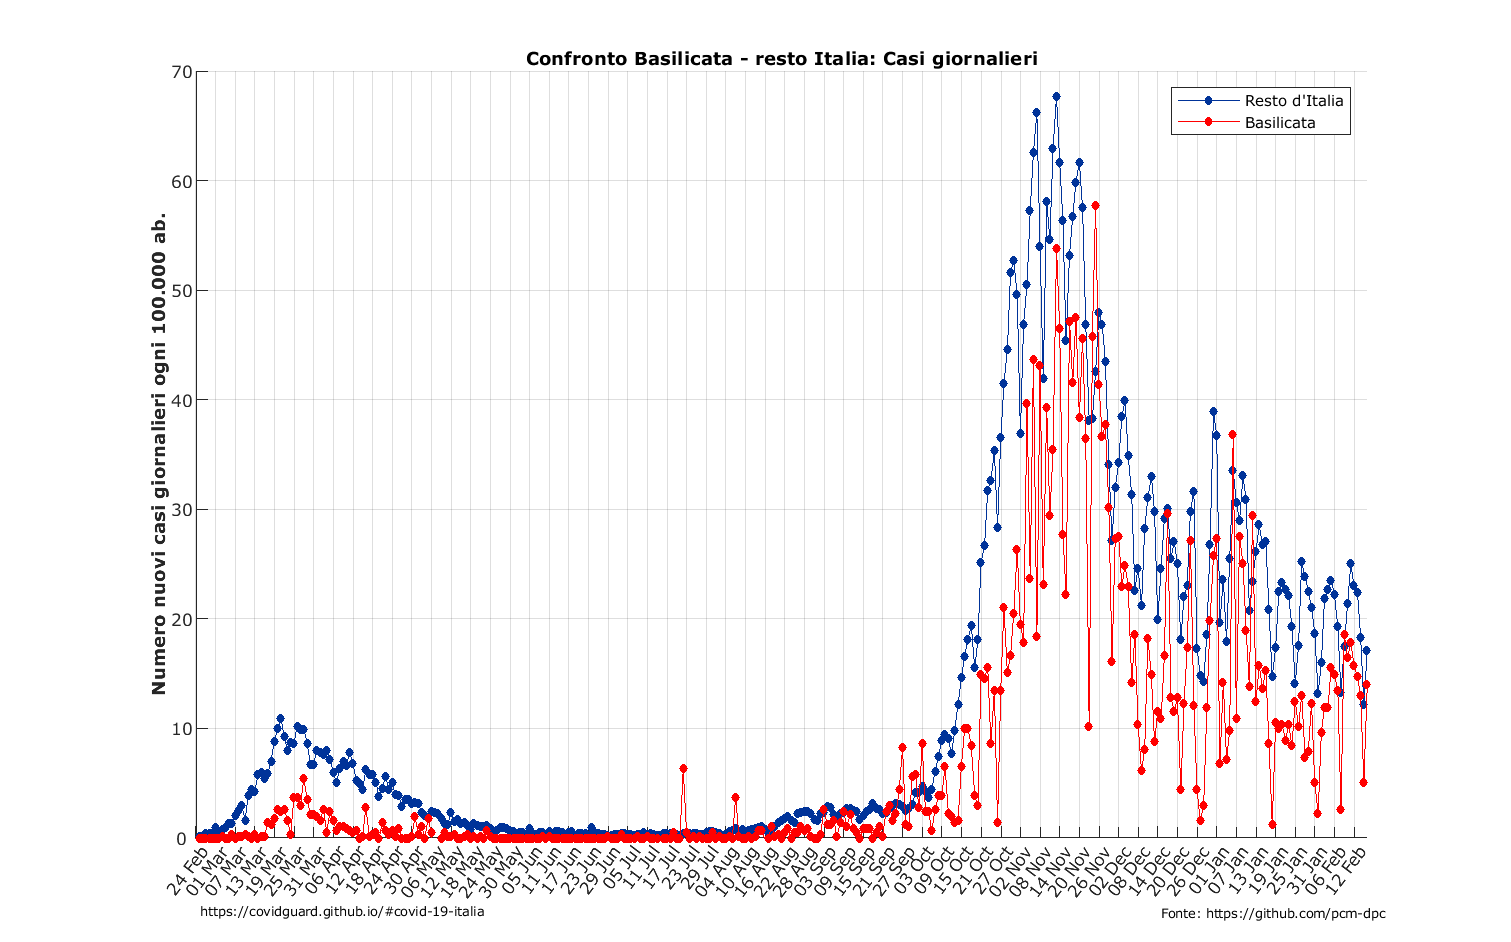 Confronto Basilicata - resto Italia: Casi giornalieri
Numero nuovi casi giornalieri ogni 100.000 ab.
70
60
50
40
30
20
10
0
Resto d'Italia
Basilicata
24 Feb
01 Mar
07 Mar
13 Mar
19 Mar
25 Mar
31 Mar
06 Apr
12 Apr
18 Apr
24 Apr
30 Apr
06 May
12 May
18 May
24 May
30 May
05 Jun
11 Jun
17 Jun
23 Jun
29 Jun
05 Jul
11 Jul
17 Jul
23 Jul
29 Jul
04 Aug
10 Aug
16 Aug
22 Aug
28 Aug
03 Sep
09 Sep
15 Sep
21 Sep
27 Sep
03 Oct
09 Oct
15 Oct
21 Oct
27 Oct
02 Nov
08 Nov
14 Nov
20 Nov
26 Nov
02 Dec
08 Dec
14 Dec
20 Dec
26 Dec
01 Jan
07 Jan
13 Jan
19 Jan
25 Jan
31 Jan
06 Feb
12 Feb
https://covidguard.github.io/#covid-19-italia
Fonte: https://github.com/pcm-dpc